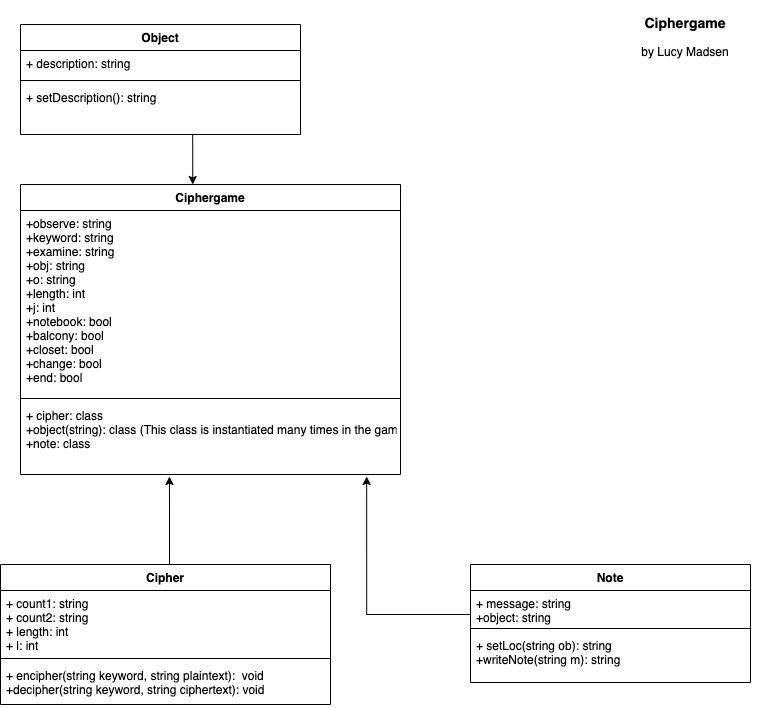 Ciphergame
by Lucy Madsen
Object
+ description: string
+ setDescription(): string
Ciphergame
+observe: string
+keyword: string
+examine: string
+obj: string
+o: string
+length: int
+j: int
+notebook: bool
+balcony: bool
+closet: bool
+change: bool
+end: bool
+ cipher: class
+object(string): class (This class is instantiated many times in the gam
+note: class
Cipher
+ count1: string
+ count2: string
+ length: int
+ l: int
+ encipher(string keyword, string plaintext): void
+decipher(string keyword, string ciphertext): void
Note
+ message: string
+object: string
+ setLoc(string ob): string
+writeNote(string m): string